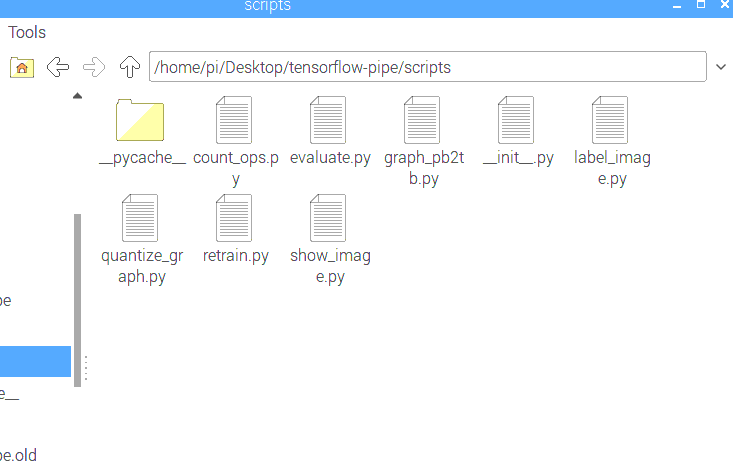 scripts
Tools
/home/pi/Desktop/tensorflow-pipe/scripts
__pycache__
count_ops.p
y
evaluate.py
graph_pb2t
b.py
__init__.py
label_imag
e.py
quantize_gr
aph.py
retrain.py
show_imag
e.py
pe
e__
pe.old